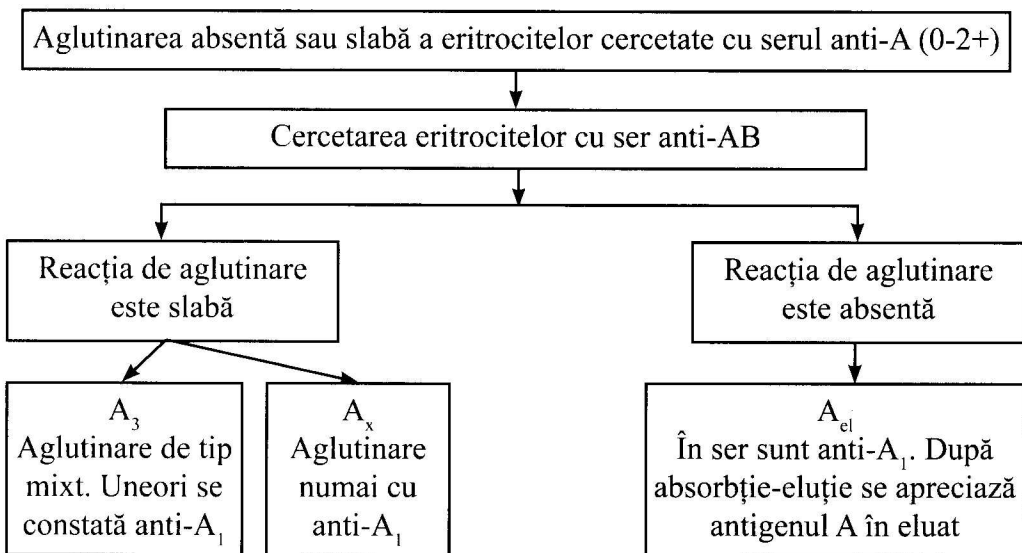 Aglutinarea absentă sau slabă a eritrocitelor cercetate cu serul anti-A (0-2+)
Cercetarea eritrocitelor cu ser anti-AB
Reacția de aglutinare
este slabă
Reacția de aglutinare
este absentă
A₃
Aglutinare de tip
mixt. Uneori se
constată anti-A₁
Aₓ
Aglutinare
numai cu
anti-A₁
A_el
În ser sunt anti-A₁. După
absorbție-eluție se apreciază
antigenul A în eluat